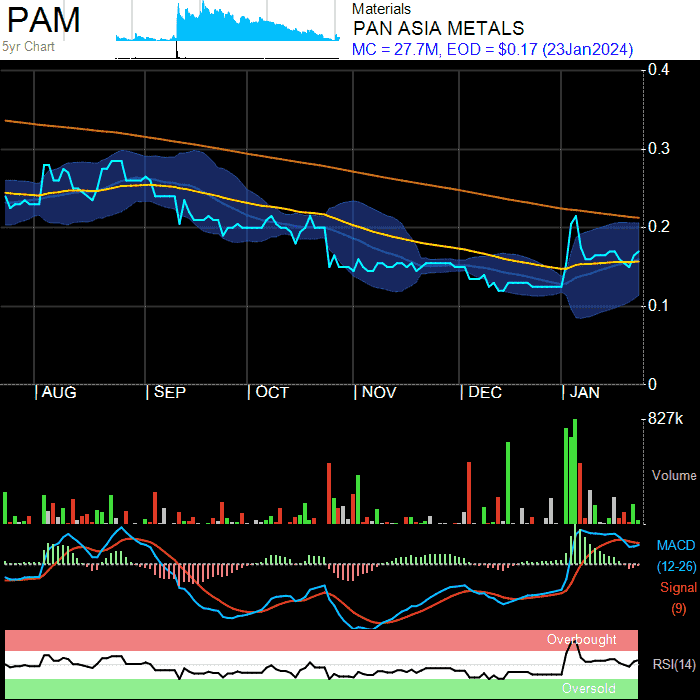 PAM
5yr Chart
Materials
PAN ASIA METALS
MC = 27.7M, EOD = $0.17 (23Jan2024)
0.4
0.3
0.2
0.1
0
AUG
SEP
OCT
NOV
DEC
JAN
827k
Volume
MACD
(12-26)
Signal
(9)
Overbought
RSI(14)
Oversold